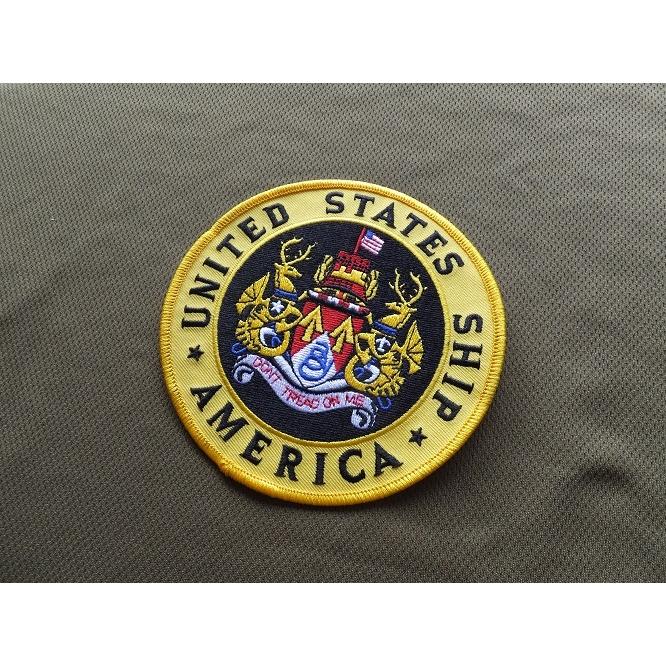 UNITED STATES SHIP
AMERICA
DON'T TREAD ON ME